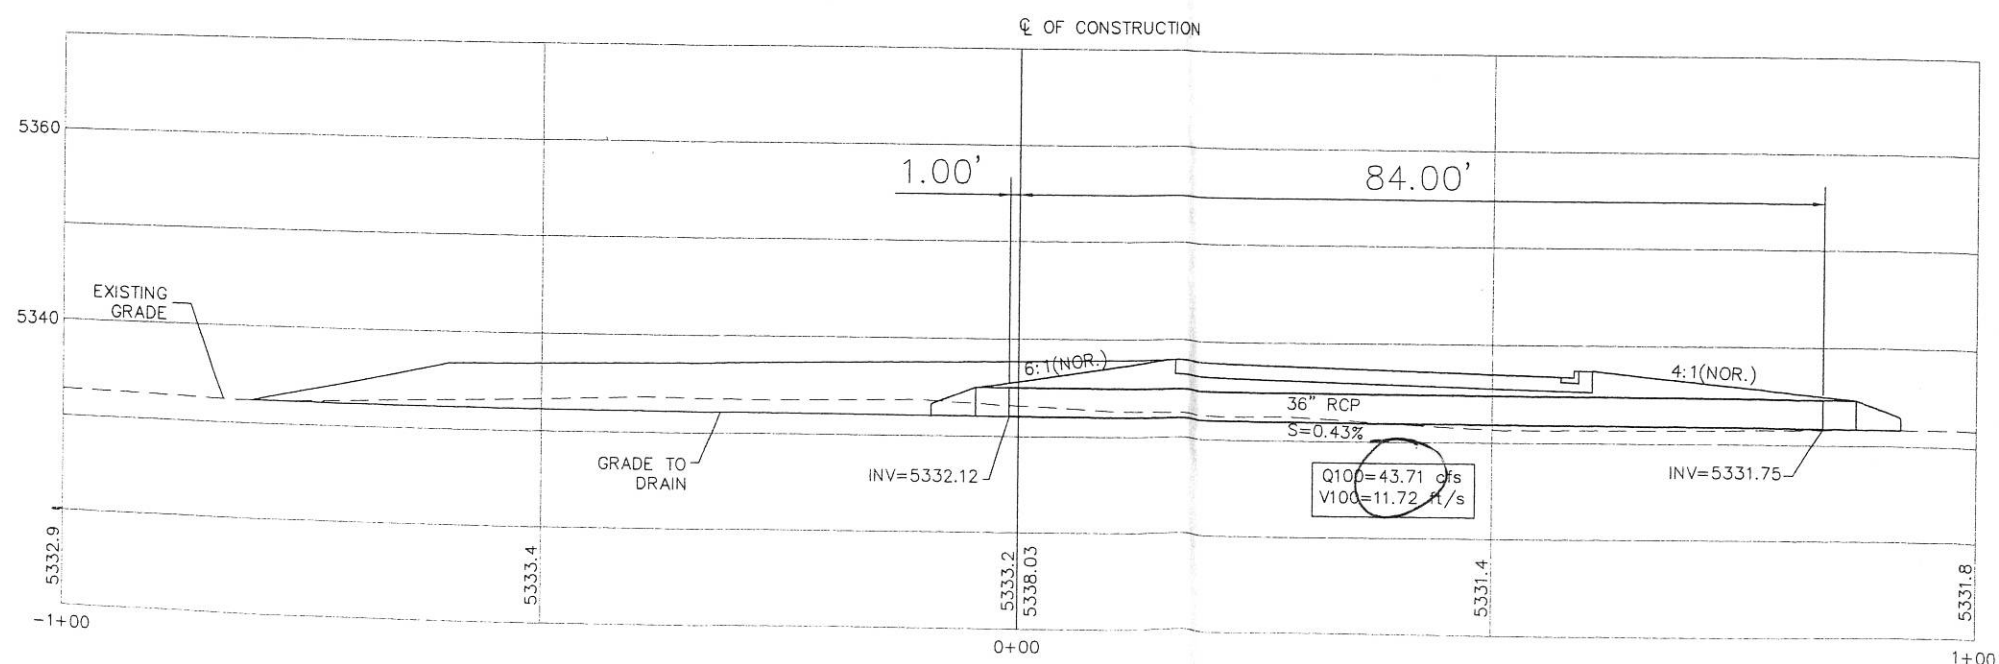 ℄ OF CONSTRUCTION
5360
1.00'
84.00'
EXISTING
GRADE
5340
6:1(NOR.)
4:1(NOR.)
36" RCP
S=0.43%
GRADE TO
DRAIN
INV=5332.12
Q100=43.71 cfs
V100=11.72 ft/s
INV=5331.75
5332.9
5333.4
5333.2
5338.03
5331.4
5331.8
-1+00
0+00
1+00